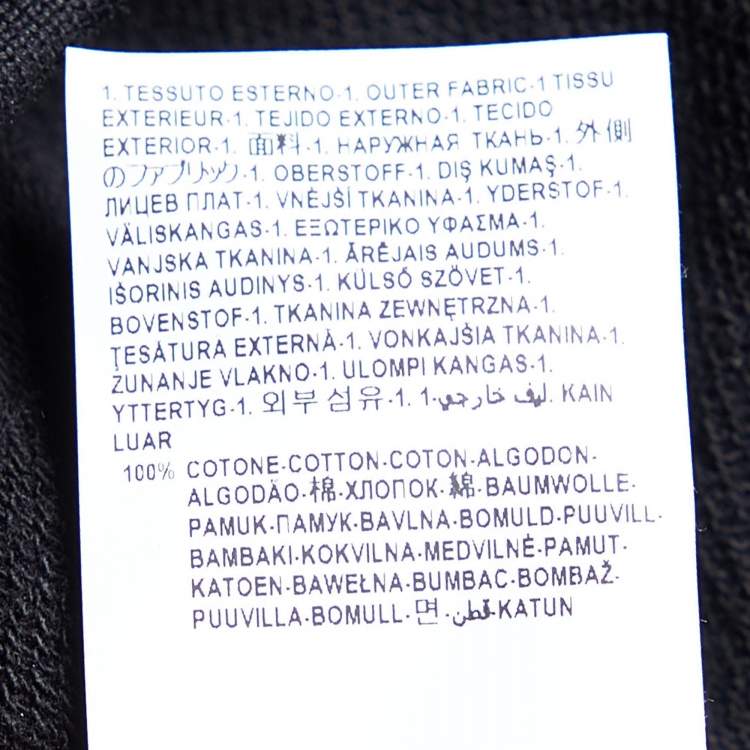 1. TESSUTO ESTERNO-1. OUTER FABRIC-1 TISSU
EXTERIEUR-1. TEJIDO EXTERNO-1. TECIDO
EXTERIOR-1. 面料-1. НАРУЖНАЯ ТКАНЬ-1. 外側
のファブリック-1. OBERSTOFF-1. DIŞ KUMAŞ-1.
ЛИЦЕВ ПЛАТ-1. VNĚJŠÍ TKANINA-1. YDERSTOF-1.
VÄLISKANGAS-1. ΕΞΩΤΕΡΙΚΟ ΥΦΑΣΜΑ-1.
VANJSKA TKANINA-1. ĀRĒJAIS AUDUMS-1.
IŠORINIS AUDINYS-1. KÜLSŐ SZÖVET-1.
BOVENSTOF-1. TKANINA ZEWNĘTRZNA-1.
ŢESĂTURA EXTERNĂ-1. VONKAJŠIA TKANINA-1.
ZUNANJE VLAKNO-1. ULOMPI KANGAS-1.
YTTERTYG-1. 외부 섬유-1. 1-ليف خارجي. KAIN
LUAR
100% COTONE-COTTON-COTON-ALGODON-
ALGODÃO-棉-ХЛОПОК-綿-BAUMWOLLE-
PAMUK-ПАМУК-BAVLNA-BOMULD-PUUVILL-
BAMBAKI-KOKVILNA-MEDVILNĖ-PAMUT-
KATOEN-BAWEŁNA-BUMBAC-BOMBAŽ-
PUUVILLA-BOMULL-면-قطن-KATUN